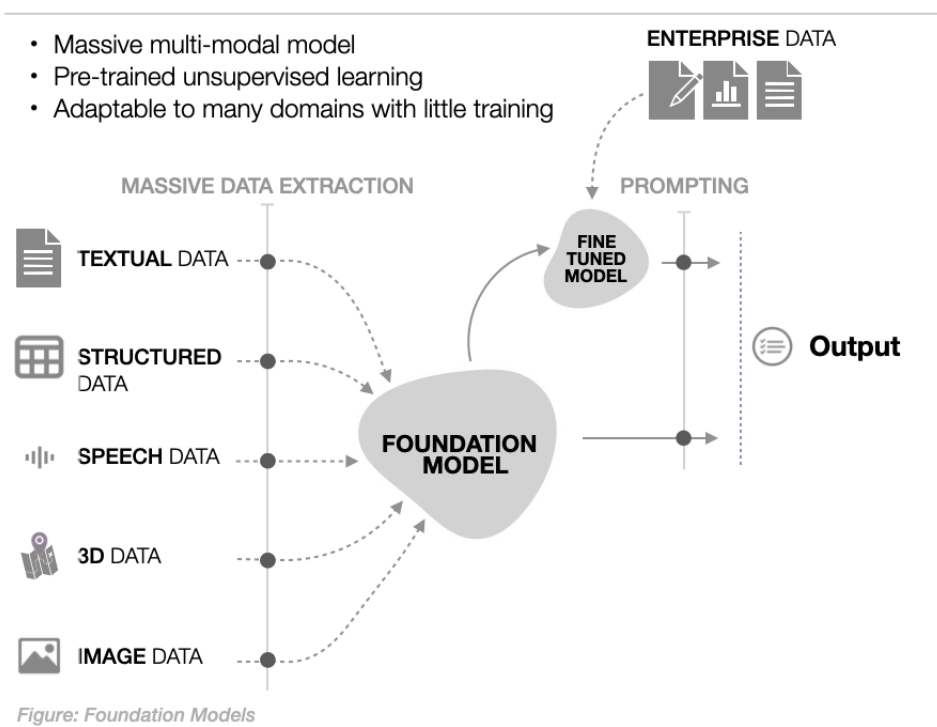 • Massive multi-modal model
• Pre-trained unsupervised learning
• Adaptable to many domains with little training
ENTERPRISE DATA
MASSIVE DATA EXTRACTION
PROMPTING
TEXTUAL DATA
STRUCTURED
DATA
SPEECH DATA
3D DATA
IMAGE DATA
FOUNDATION
MODEL
FINE
TUNED
MODEL
Output
Figure: Foundation Models